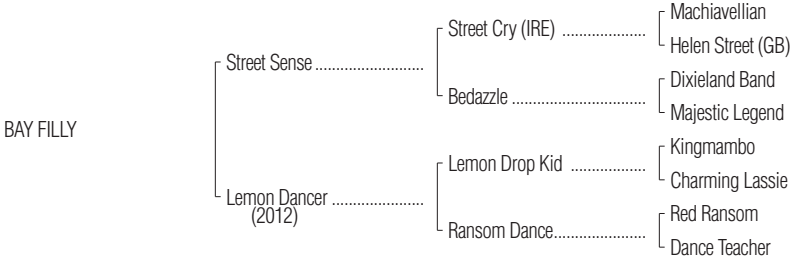 Machiavellian
Street Cry (IRE) ....................
Helen Street (GB)
Street Sense ..........................
Dixieland Band
Bedazzle ................................
Majestic Legend
BAY FILLY
Kingmambo
Lemon Drop Kid ..................
Charming Lassie
Lemon Dancer ......................
(2012)
Red Ransom
Ransom Dance......................
Dance Teacher